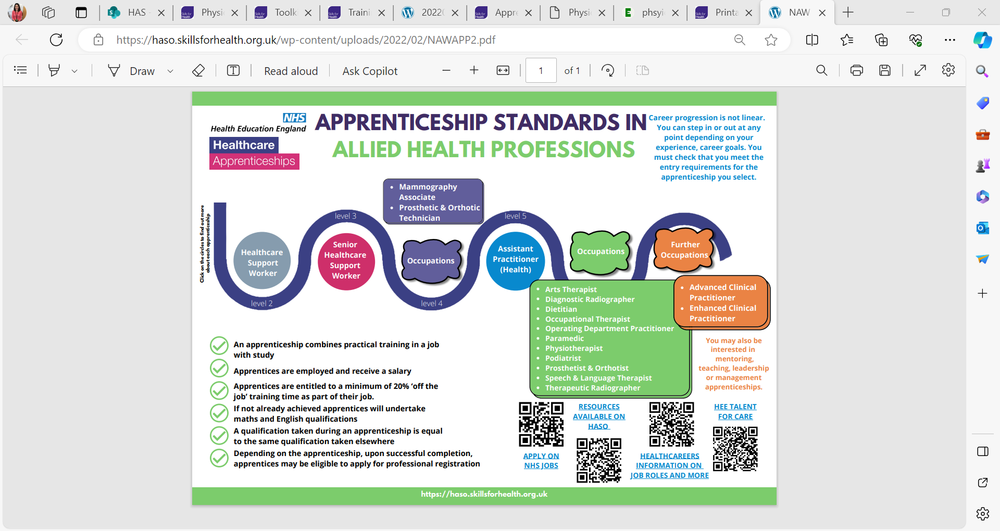 HAS -
Physi
Toolk
Traini
2022(
Appre
Physi
phsyi
Printa
NAW
https://haso.skillsforhealth.org.uk/wp-content/uploads/2022/02/NAWAPP2.pdf
Draw
Read aloud
Ask Copilot
1
of 1
NHS
Health Education England
Healthcare
Apprenticeships
APPRENTICESHIP STANDARDS IN
ALLIED HEALTH PROFESSIONS
Career progression is not linear.
You can step in or out at any
point depending on your
experience, career goals. You
must check that you meet the
entry requirements for the
apprenticeship you select.
Click on the circles to find out more
about each apprenticeship
Healthcare
Support
Worker
level 2
level 3
Senior
Healthcare
Support
Worker
• Mammography
Associate
• Prosthetic & Orthotic
Technician
Occupations
level 4
level 5
Assistant
Practitioner
(Health)
Occupations
• Arts Therapist
• Diagnostic Radiographer
• Dietitian
• Occupational Therapist
• Operating Department Practitioner
• Paramedic
• Physiotherapist
• Podiatrist
• Prosthetist & Orthotist
• Speech & Language Therapist
• Therapeutic Radiographer
Further
Occupations
• Advanced Clinical
Practitioner
• Enhanced Clinical
Practitioner
You may also be
interested in
mentoring,
teaching, leadership
or management
apprenticeships.
An apprenticeship combines practical training in a job
with study
Apprentices are employed and receive a salary
Apprentices are entitled to a minimum of 20% ‘off the
job’ training time as part of their job.
If not already achieved apprentices will undertake
maths and English qualifications
A qualification taken during an apprenticeship is equal
to the same qualification taken elsewhere
Depending on the apprenticeship, upon successful completion,
apprentices may be eligible to apply for professional registration
APPLY ON
NHS JOBS
RESOURCES
AVAILABLE ON
HASO
HEALTHCAREERS
INFORMATION ON
JOB ROLES AND MORE
HEE TALENT
FOR CARE
https://haso.skillsforhealth.org.uk